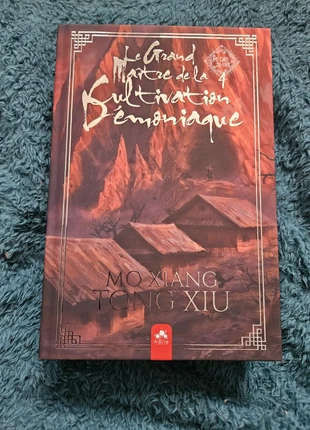 Le Grand
Maître de la
4
Cultivation
Démoniaque
MO XIANG
TONG XIU